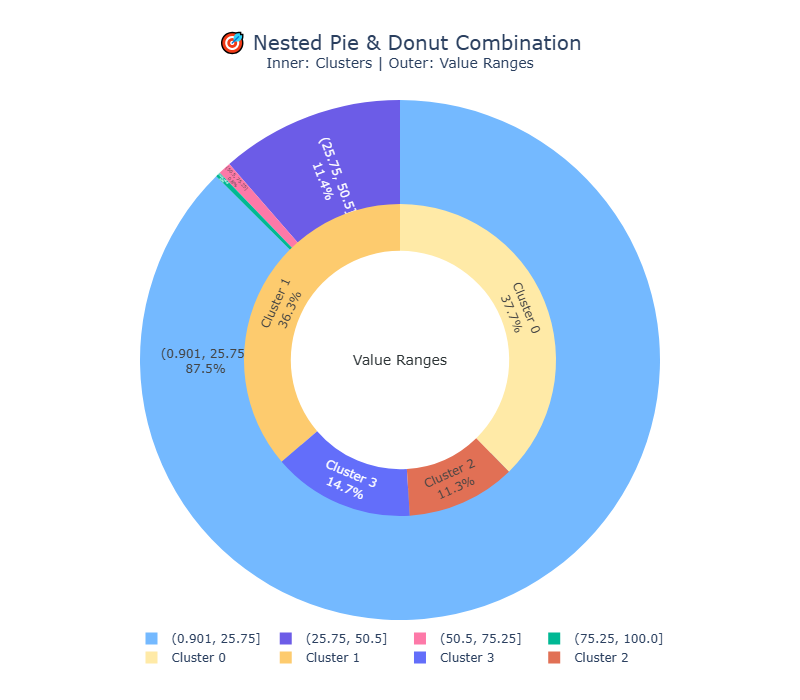 🎯 Nested Pie & Donut Combination
Inner: Clusters | Outer: Value Ranges
(25.75, 50.5]
11.4%
Cluster 1
36.3%
Cluster 0
37.7%
(0.901, 25.75
87.5%
Value Ranges
Cluster 3
14.7%
Cluster 2
11.3%
(0.901, 25.75]
(25.75, 50.5]
(50.5, 75.25]
(75.25, 100.0]
Cluster 0
Cluster 1
Cluster 3
Cluster 2